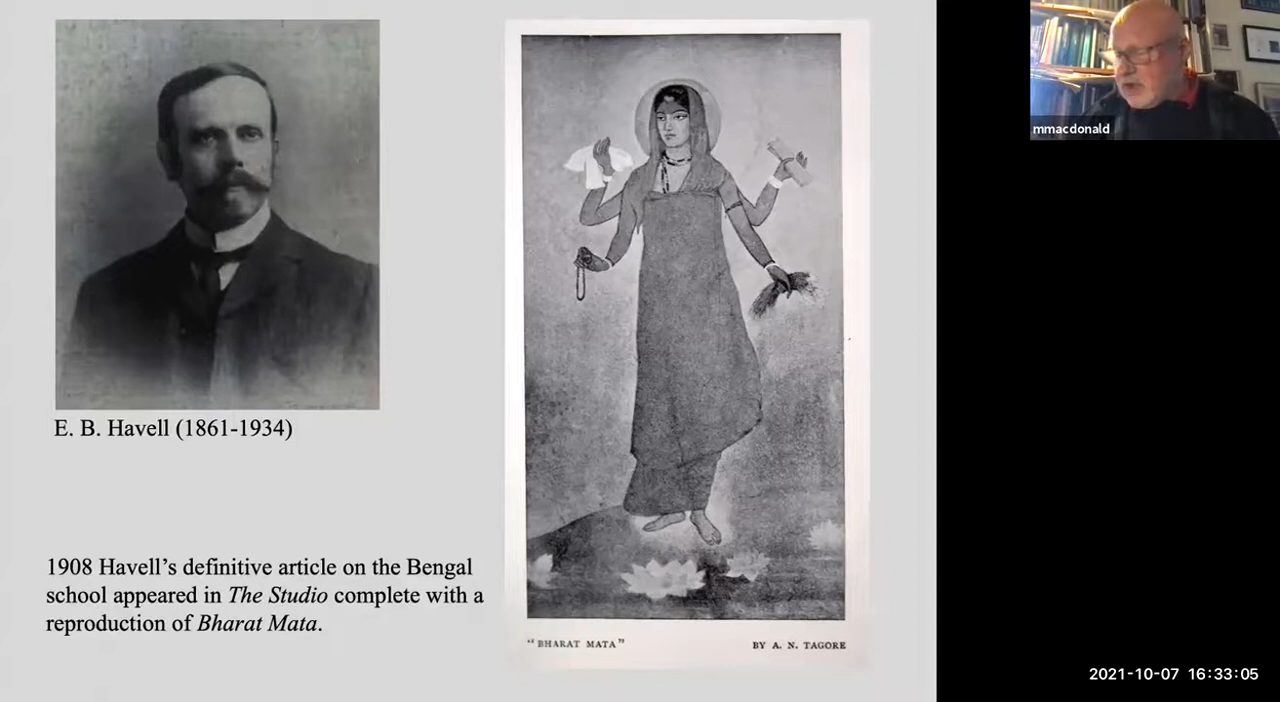 mmacdonald
E. B. Havell (1861-1934)
1908 Havell’s definitive article on the Bengal
school appeared in The Studio complete with a
reproduction of Bharat Mata.
“BHARAT MATA” BY A. N. TAGORE
2021-10-07 16:33:05